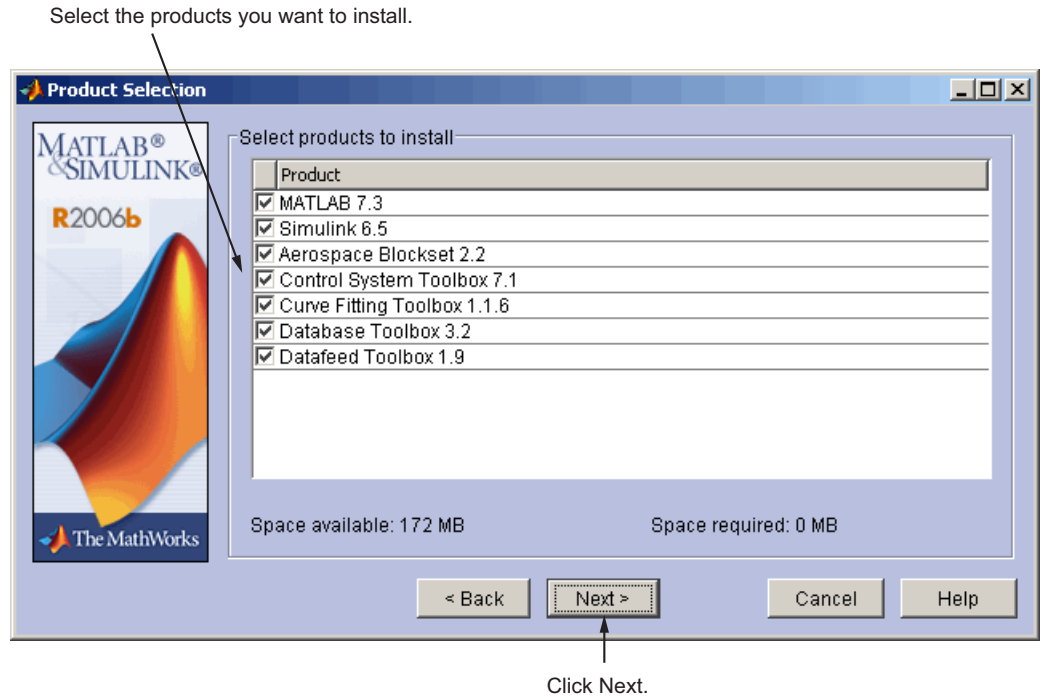 Select the products you want to install.
Product Selection
MATLAB®
&SIMULINK®
R2006b
The MathWorks
Select products to install
Product
MATLAB 7.3
Simulink 6.5
Aerospace Blockset 2.2
Control System Toolbox 7.1
Curve Fitting Toolbox 1.1.6
Database Toolbox 3.2
Datafeed Toolbox 1.9
Space available: 172 MB
Space required: 0 MB
< Back
Next >
Cancel
Help
Click Next.